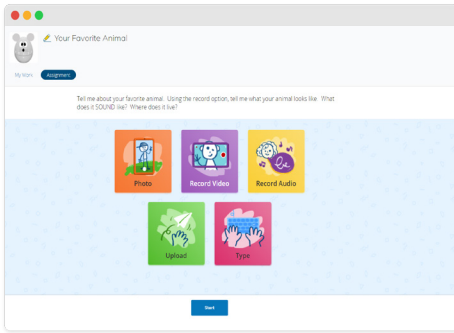 Your Favorite Animal
My Work Assignment
Tell me about your favorite animal. Using the record option, tell me what your animal looks like. What
does it SOUND like? Where does it live?
Photo Record Video Record Audio
Upload Type
Start